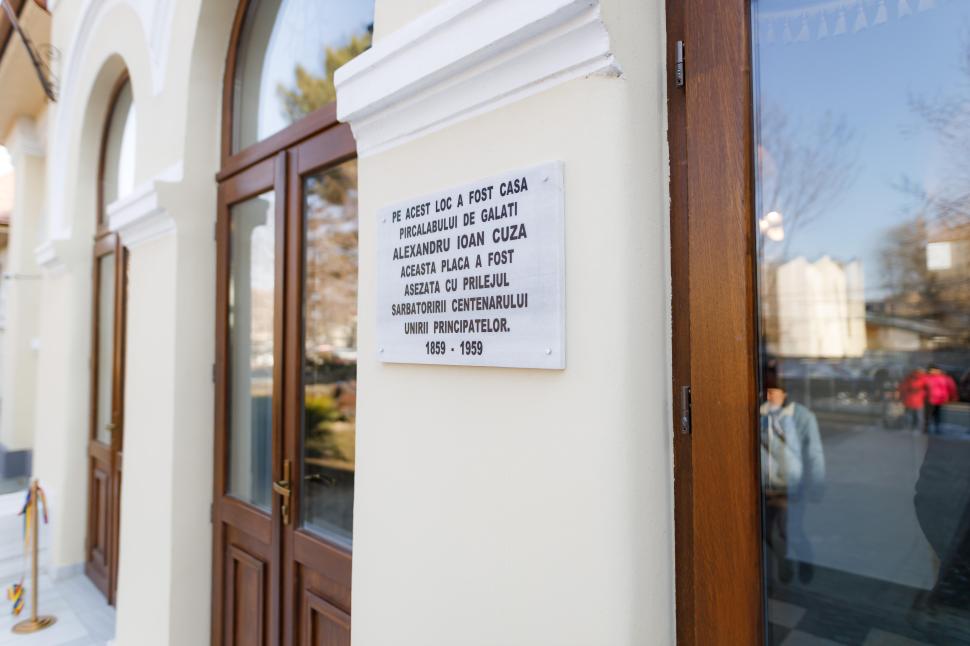 PE ACEST LOC A FOST CASA
PIRCALABULUI DE GALATI
ALEXANDRU IOAN CUZA
ACEASTA PLACA A FOST
ASEZATA CU PRILEJUL
SARBATORIRII CENTENARULUI
UNIRII PRINCIPATELOR.
1859 - 1959